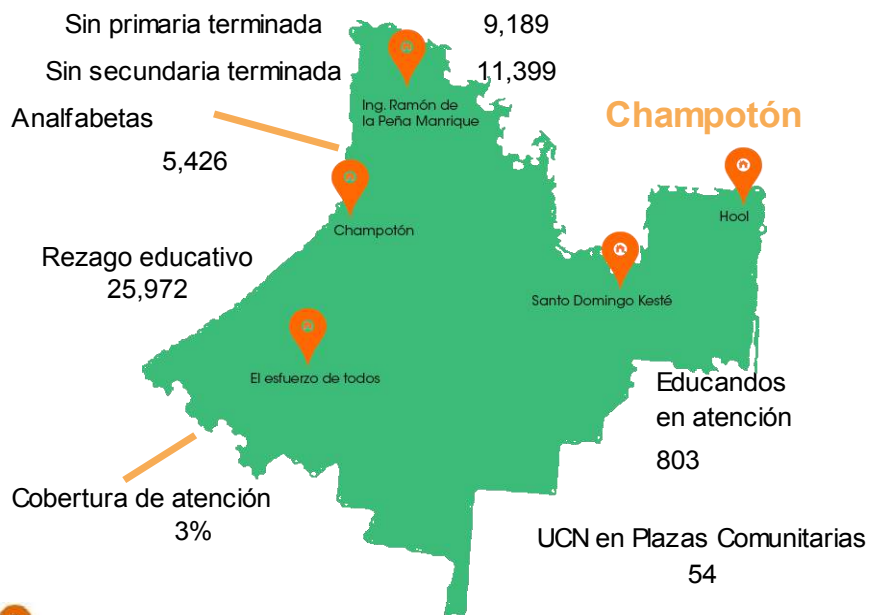 Sin primaria terminada 9,189
Sin secundaria terminada 11,399
Analfabetas
5,426
Ing. Ramón de
la Peña Manrique
Champotón
Hool
Champotón
Rezago educativo
25,972
Santo Domingo Kesté
El esfuerzo de todos
Educandos
en atención
803
Cobertura de atención
3%
UCN en Plazas Comunitarias
54